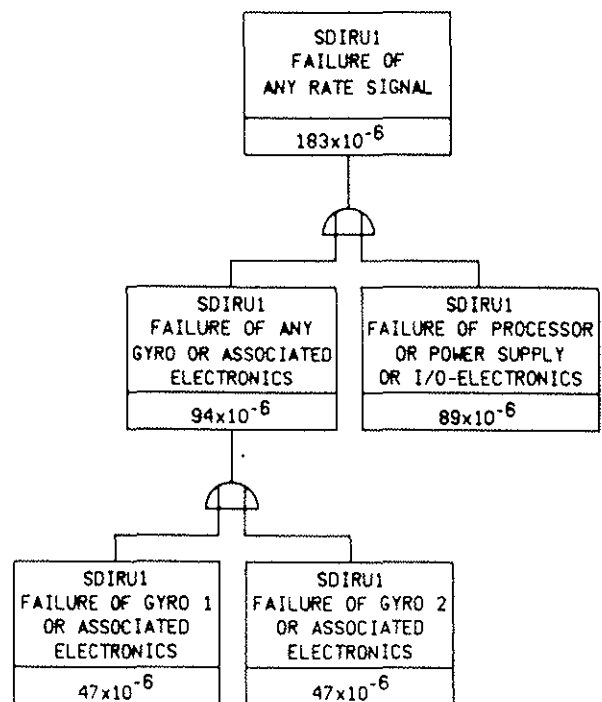 SDIRU1
FAILURE OF
ANY RATE SIGNAL
183x10⁻⁶
SDIRU1
FAILURE OF ANY
GYRO OR ASSOCIATED
ELECTRONICS
94x10⁻⁶
SDIRU1
FAILURE OF PROCESSOR
OR POWER SUPPLY
OR I/O-ELECTRONICS
89x10⁻⁶
SDIRU1
FAILURE OF GYRO 1
OR ASSOCIATED
ELECTRONICS
47x10⁻⁶
SDIRU1
FAILURE OF GYRO 2
OR ASSOCIATED
ELECTRONICS
47x10⁻⁶